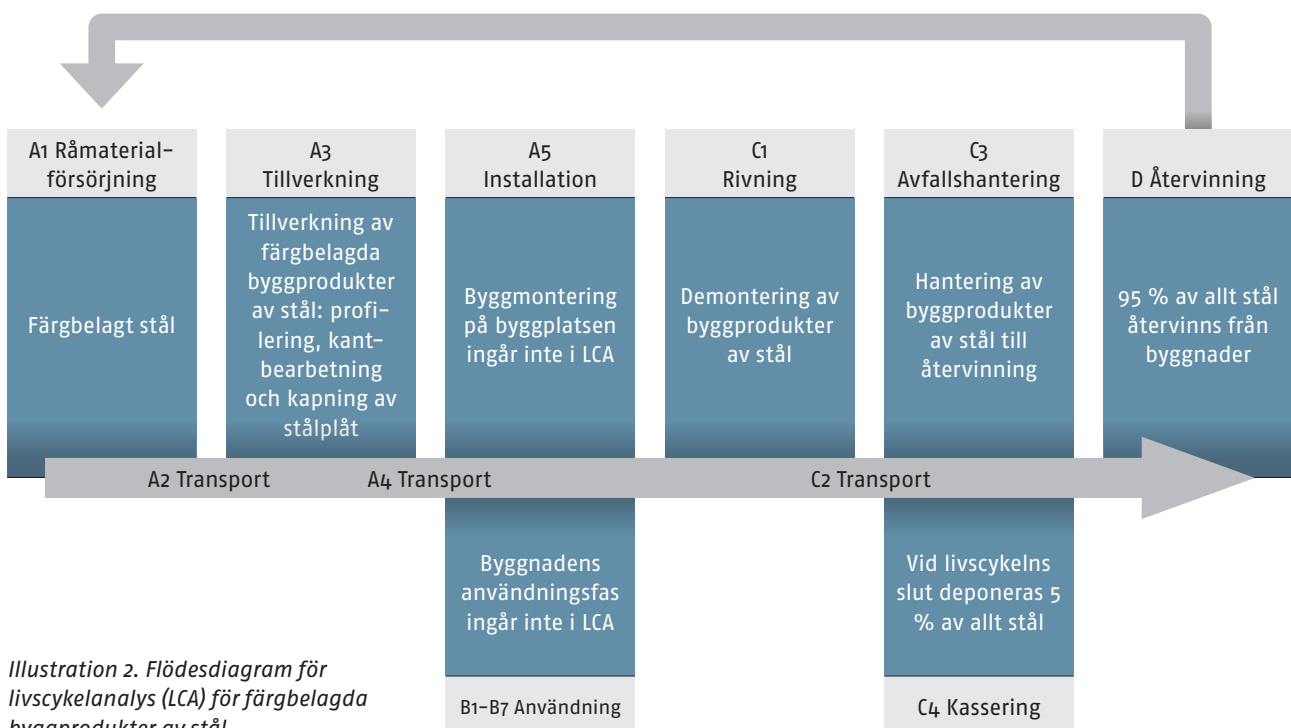 A1 Råmaterial-
försörjning
Färgbelagt stål
A3
Tillverkning
Tillverkning av
färgbelagda
byggprodukter
av stål: profi-
lering, kant-
bearbetning
och kapning av
stålplåt
A5
Installation
Byggmontering
på byggplatsen
ingår inte i LCA
C1
Rivning
Demontering av
byggprodukter
av stål
C3
Avfallshantering
Hantering av
byggprodukter
av stål till
återvinning
D Återvinning
95 % av allt stål
återvinns från
byggnader
A2 Transport
A4 Transport
C2 Transport
Byggnadens
användningsfas
ingår inte i LCA
B1-B7 Användning
Vid livscykelns
slut deponeras 5
% av allt stål
C4 Kassering
Illustration 2. Flödesdiagram för
livscykelanalys (LCA) för färgbelagda
byggprodukter av stål